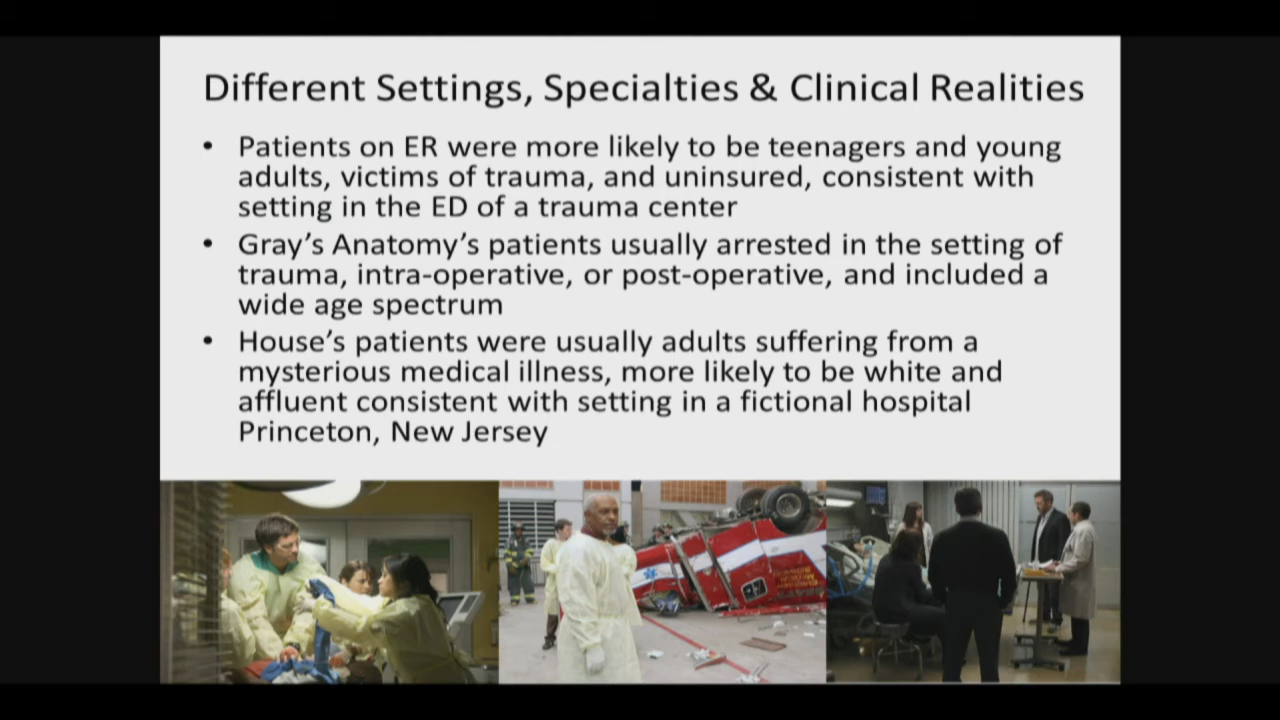 Different Settings, Specialties & Clinical Realities
• Patients on ER were more likely to be teenagers and young
adults, victims of trauma, and uninsured, consistent with
setting in the ED of a trauma center
• Gray's Anatomy's patients usually arrested in the setting of
trauma, intra-operative, or post-operative, and included a
wide age spectrum
• House's patients were usually adults suffering from a
mysterious medical illness, more likely to be white and
affluent consistent with setting in a fictional hospital
Princeton, New Jersey